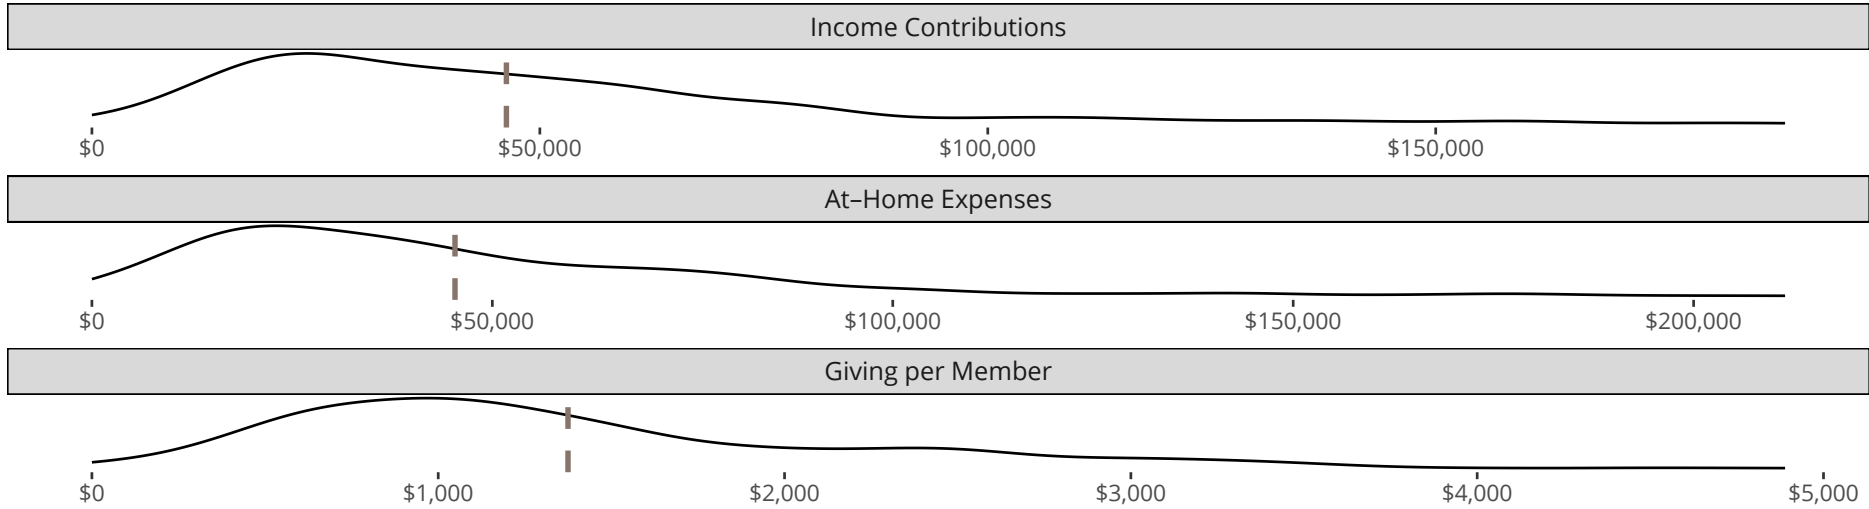 Income Contributions
$0 $50,000 $100,000 $150,000
At–Home Expenses
$0 $50,000 $100,000 $150,000 $200,000
Giving per Member
$0 $1,000 $2,000 $3,000 $4,000 $5,000